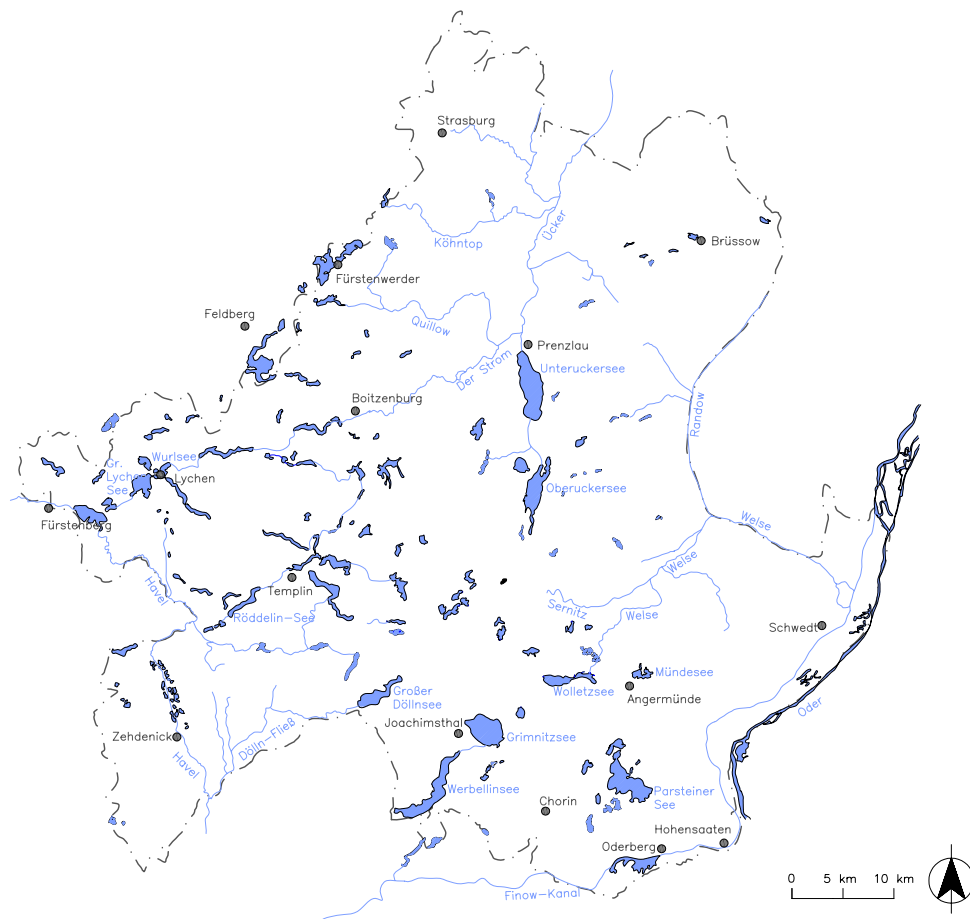 Strasburg
Ücker
Köhntop
Brüssow
Fürstenwerder
Feldberg
Quillow
Prenzlau
Der Strom
Unteruckersee
Boitzenburg
Randow
Wurlsee
Gr.
Lychen
See
Lychen
Oberuckersee
Fürstenberg
Welse
Welse
Havel
Templin
Sernitz
Welse
Röddelin-See
Schwedt
Mündesee
Wolletzsee
Angermünde
Großer
Döllnsee
Oder
Joachimsthal
Zehdenick
Dölln-Fließ
Grimnitzsee
Havel
Werbellinsee
Parsteiner
See
Chorin
Hohensaaten
Oderberg
Finow-Kanal
0 5 km 10 km